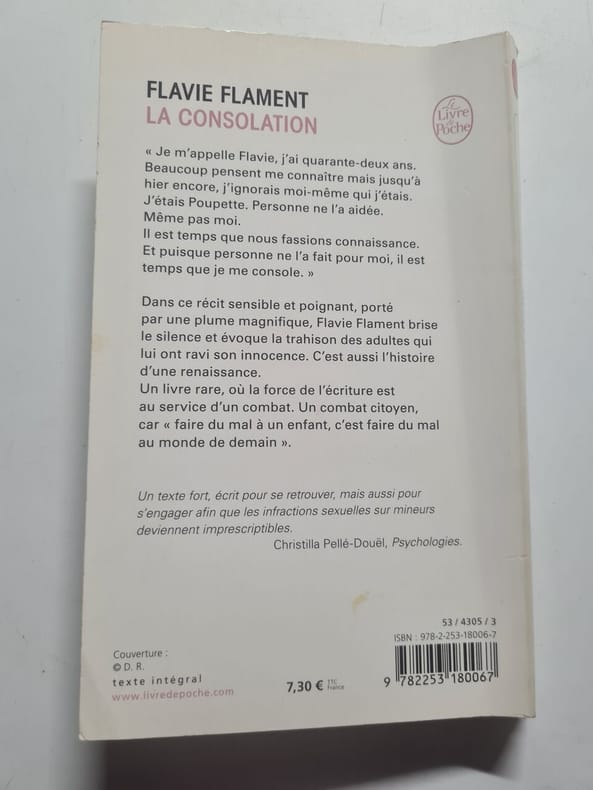 FLAVIE FLAMENT
LA CONSOLATION
Le
Livre
de
Poche
« Je m'appelle Flavie, j'ai quarante-deux ans.
Beaucoup pensent me connaître mais jusqu'à
hier encore, j'ignorais moi-même qui j'étais.
J'étais Poupette. Personne ne l'a aidée.
Même pas moi.
Il est temps que nous fassions connaissance.
Et puisque personne ne l'a fait pour moi, il est
temps que je me console. »
Dans ce récit sensible et poignant, porté
par une plume magnifique, Flavie Flament brise
le silence et évoque la trahison des adultes qui
lui ont ravi son innocence. C'est aussi l'histoire
d'une renaissance.
Un livre rare, où la force de l'écriture est
au service d'un combat. Un combat citoyen,
car « faire du mal à un enfant, c'est faire du mal
au monde de demain ».
Un texte fort, écrit pour se retrouver, mais aussi pour
s'engager afin que les infractions sexuelles sur mineurs
deviennent imprescriptibles.
Christilla Pellé-Douël, Psychologies.
Couverture :
© D. R.
texte intégral
www.livredepoche.com
7,30 € TTC
France
53 / 4305 / 3
ISBN : 978-2-253-18006-7
9 782253 180067